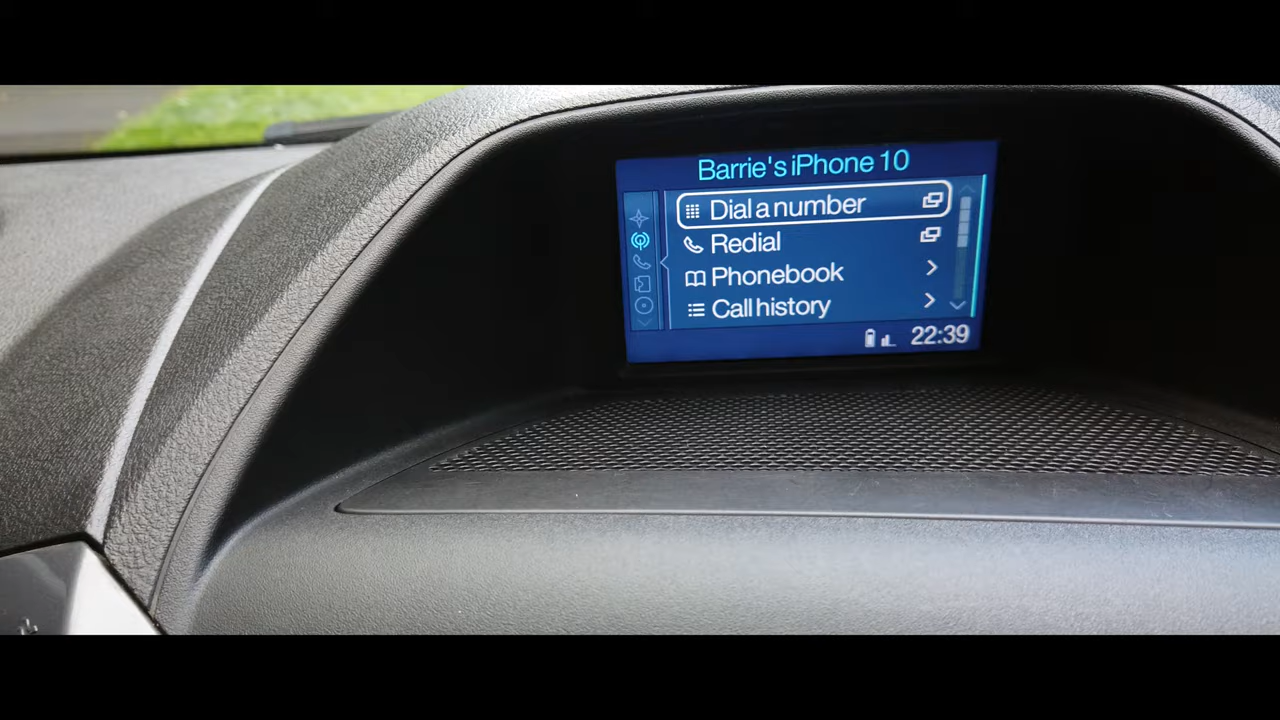 Barrie's iPhone 10
Dial a number
Redial
Phonebook
Call history
22:39